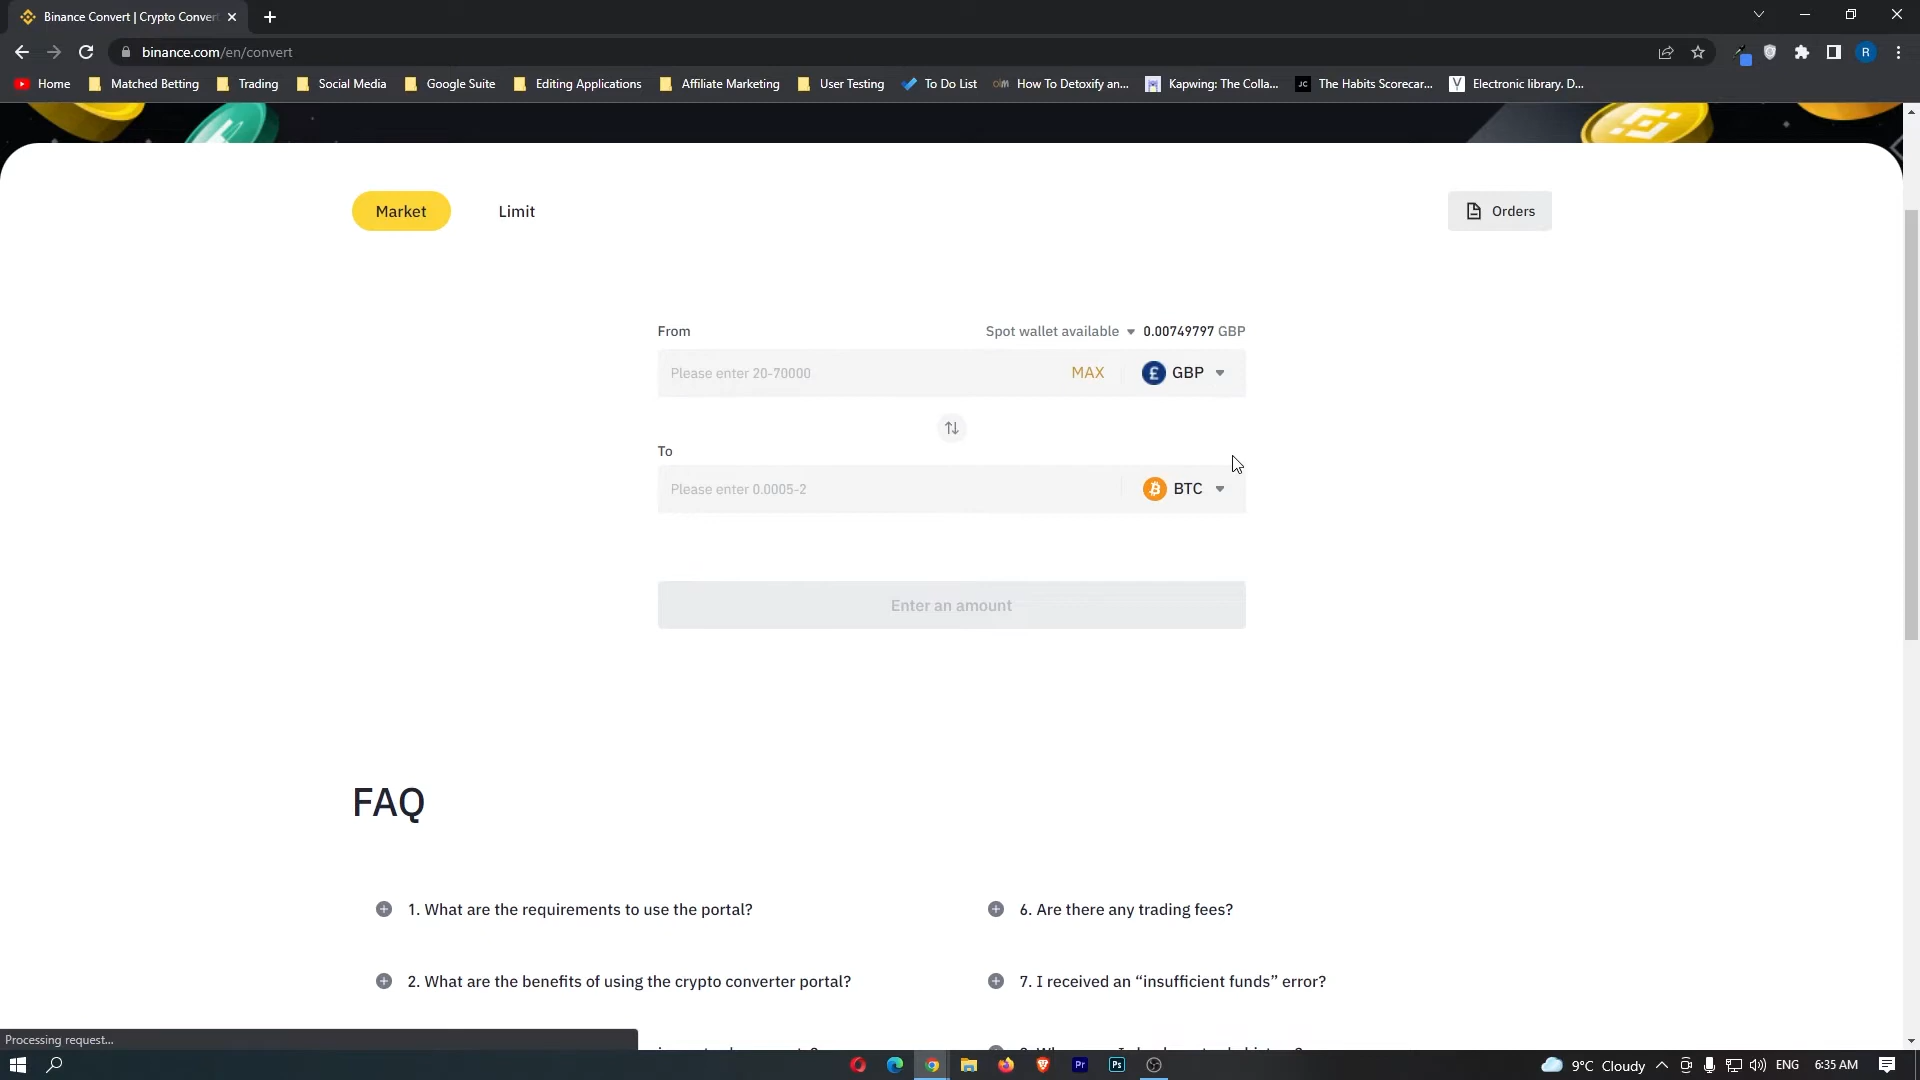 Binance Convert | Crypto Conver
binance.com/en/convert
R
Home
Matched Betting
Trading
Social Media
Google Suite
Editing Applications
Affiliate Marketing
User Testing
To Do List
How To Detoxify an...
Kapwing: The Colla...
JC
The Habits Scorecar...
Electronic library. D...
Market
Limit
Orders
From
Spot wallet available
0.00749797 GBP
Please enter 20-70000
MAX
GBP
To
Please enter 0.0005-2
BTC
Enter an amount
FAQ
1. What are the requirements to use the portal?
6. Are there any trading fees?
2. What are the benefits of using the crypto converter portal?
7. I received an “insufficient funds” error?
Processing request...
Pr
Ps
9°C Cloudy
ENG
6:35 AM